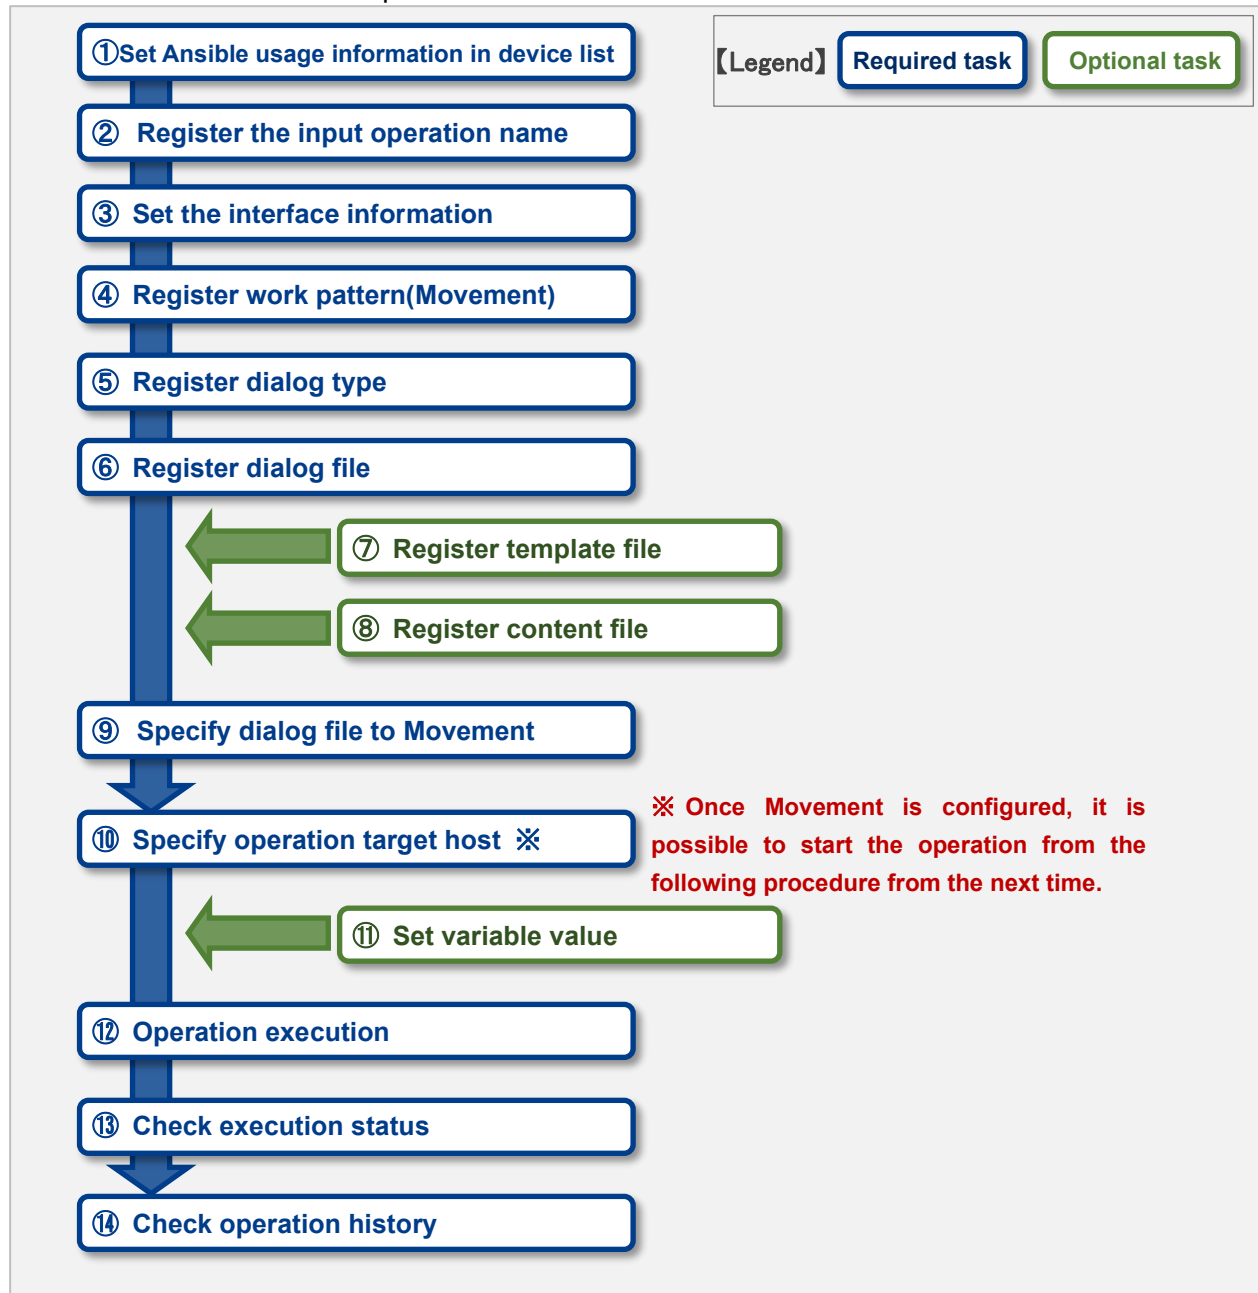 ①Set Ansible usage information in device list
【Legend】 Required task Optional task
② Register the input operation name
③ Set the interface information
④ Register work pattern(Movement)
⑤ Register dialog type
⑥ Register dialog file
⑦ Register template file
⑧ Register content file
⑨ Specify dialog file to Movement
⑩ Specify operation target host ※
※ Once Movement is configured, it is
possible to start the operation from the
following procedure from the next time.
⑪ Set variable value
⑫ Operation execution
⑬ Check execution status
⑭ Check operation history